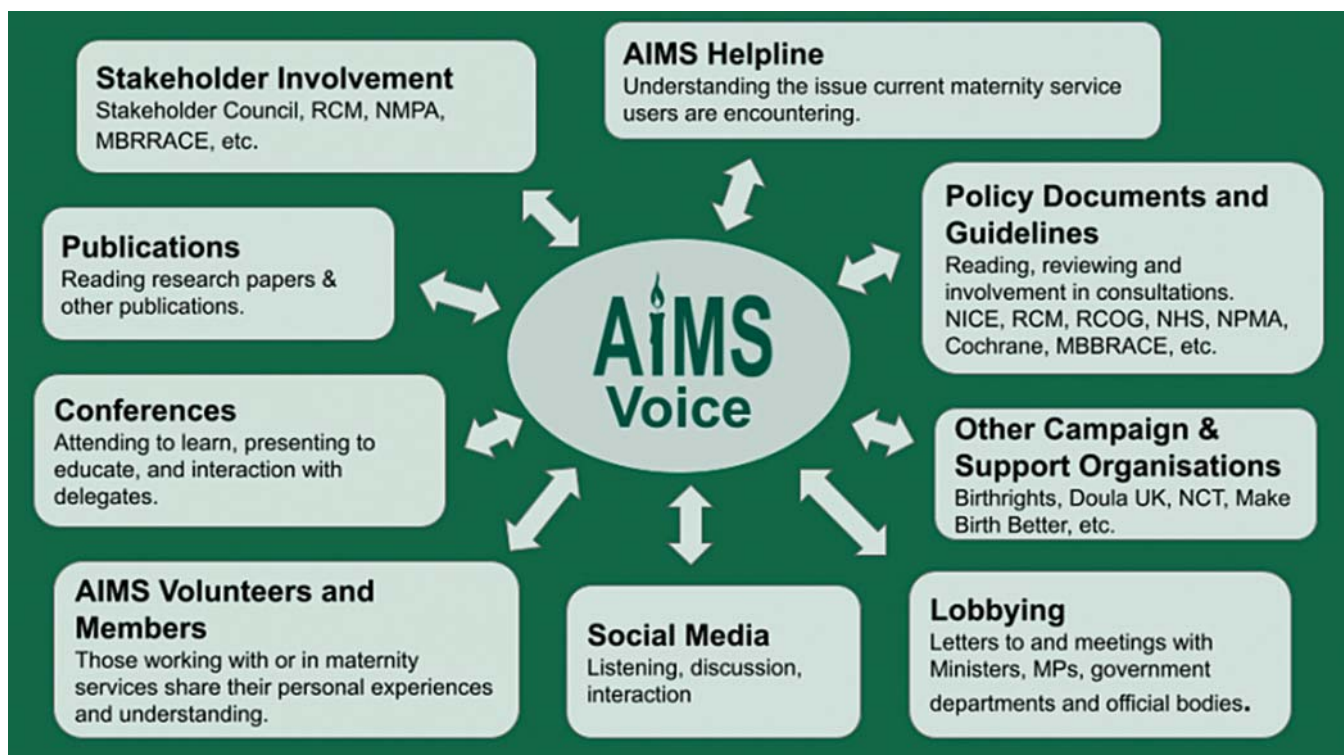 Stakeholder Involvement
Stakeholder Council, RCM, NMPA,
MBRRACE, etc.
AIMS Helpline
Understanding the issue current maternity service
users are encountering.
Publications
Reading research papers &
other publications.
Policy Documents and
Guidelines
Reading, reviewing and
involvement in consultations.
NICE, RCM, RCOG, NHS, NPMA,
Cochrane, MBBRACE, etc.
AiMS
Voice
Conferences
Attending to learn, presenting to
educate, and interaction with
delegates.
Other Campaign &
Support Organisations
Birthrights, Doula UK, NCT, Make
Birth Better, etc.
AIMS Volunteers and
Members
Those working with or in maternity
services share their personal experiences
and understanding.
Social Media
Listening, discussion,
interaction
Lobbying
Letters to and meetings with
Ministers, MPs, government
departments and official bodies.